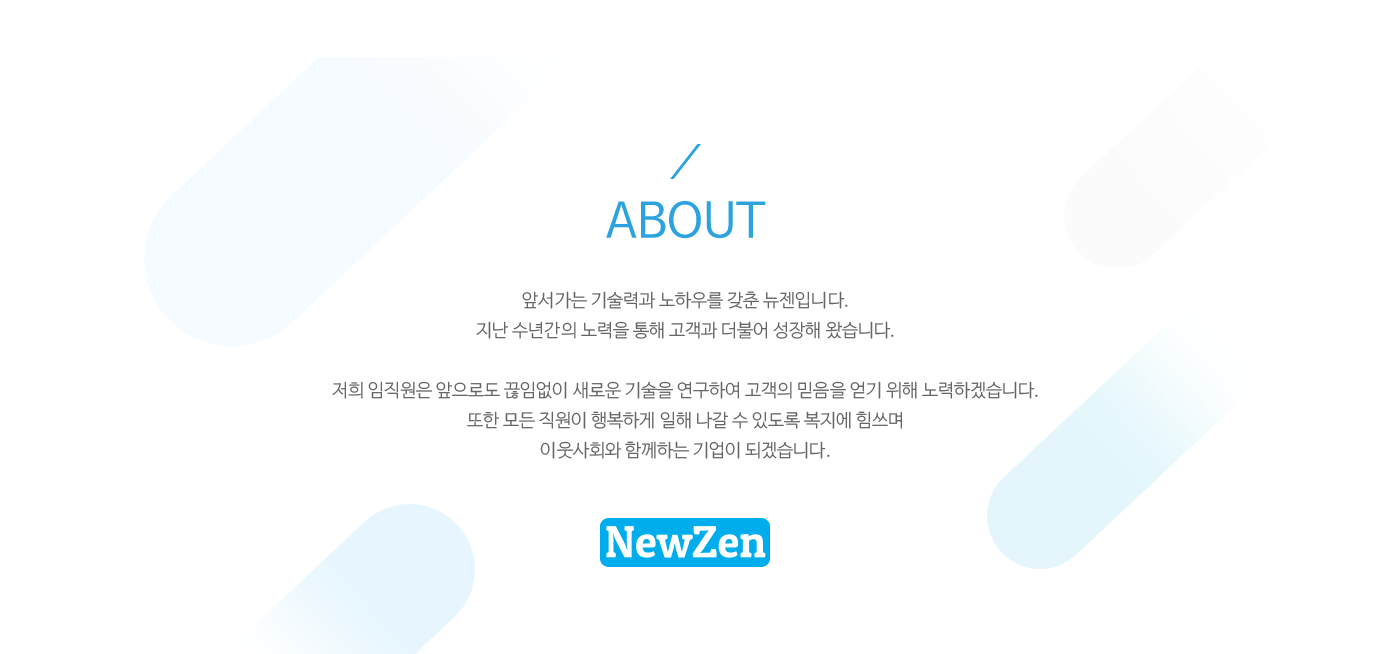 ABOUT
앞서가는 기술력과 노하우를 갖춘 뉴젠입니다.
지난 수년간의 노력을 통해 고객과 더불어 성장해 왔습니다.
저희 임직원은 앞으로도 끊임없이 새로운 기술을 연구하여 고객의 믿음을 얻기 위해 노력하겠습니다.
또한 모든 직원이 행복하게 일해 나갈 수 있도록 복지에 힘쓰며
이웃사회와 함께하는 기업이 되겠습니다.
NewZen